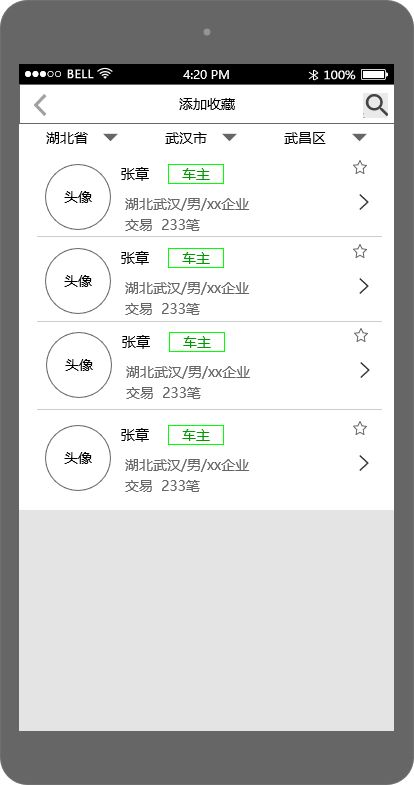 BELL 4:20 PM 100%
添加收藏
湖北省 武汉市 武昌区
头像
张章 车主
湖北武汉/男/xx企业
交易 233笔
头像
张章 车主
湖北武汉/男/xx企业
交易 233笔
头像
张章 车主
湖北武汉/男/xx企业
交易 233笔
头像
张章 车主
湖北武汉/男/xx企业
交易 233笔